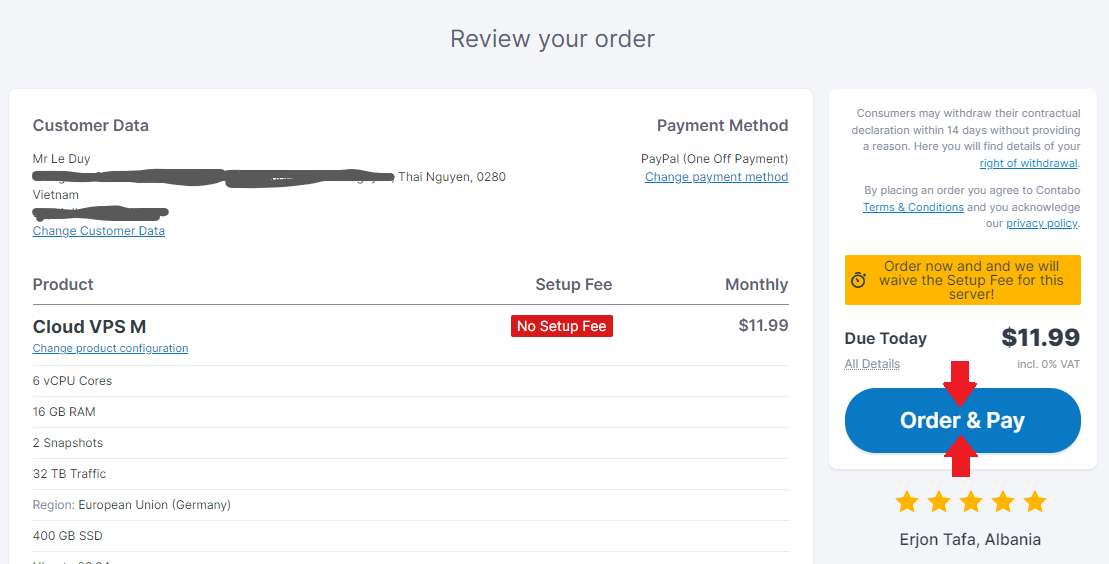 Review your order
Customer Data
Payment Method
Mr Le Duy
PayPal (One Off Payment)
Thai Nguyen, 0280
Change payment method
Vietnam
Change Customer Data
Product
Setup Fee
Monthly
Cloud VPS M
No Setup Fee
$11.99
Change product configuration
6 vCPU Cores
16 GB RAM
2 Snapshots
32 TB Traffic
Region: European Union (Germany)
400 GB SSD
Consumers may withdraw their contractual
declaration within 14 days without providing
a reason. Here you will find details of your
right of withdrawal.
By placing an order you agree to Contabo
Terms & Conditions and you acknowledge
our privacy policy.
Order now and and we will
waive the Setup Fee for this
server!
Due Today
$11.99
All Details
incl. 0% VAT
Order & Pay
Erjon Tafa, Albania